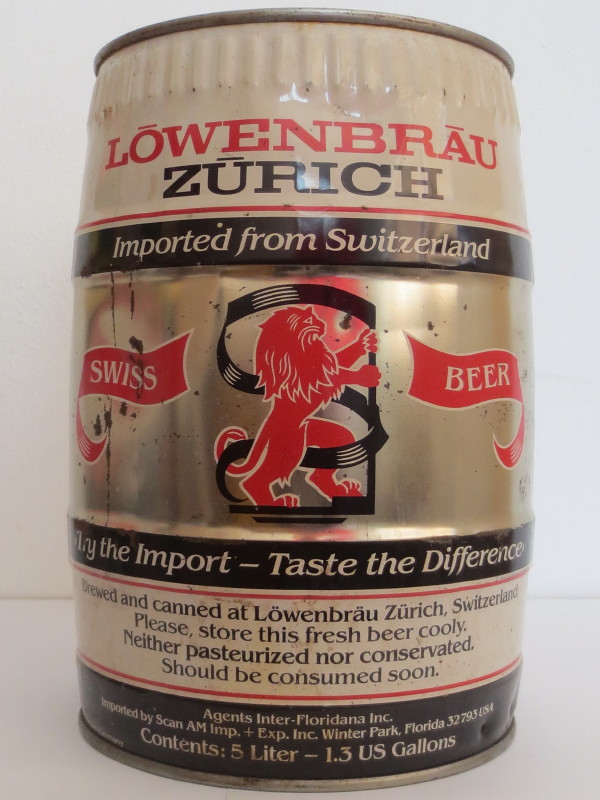 LÖWENBRÄU
ZÜRICH
Imported from Switzerland
SWISS
BEER
Try the Import – Taste the Difference
Brewed and canned at Löwenbräu Zürich, Switzerland.
Please, store this fresh beer cooly.
Neither pasteurized nor conservated.
Should be consumed soon.
Agents Inter-Floridana Inc.
Imported by Scan AM Imp. + Exp. Inc. Winter Park, Florida 32793 USA
Contents: 5 Liter – 1.3 US Gallons